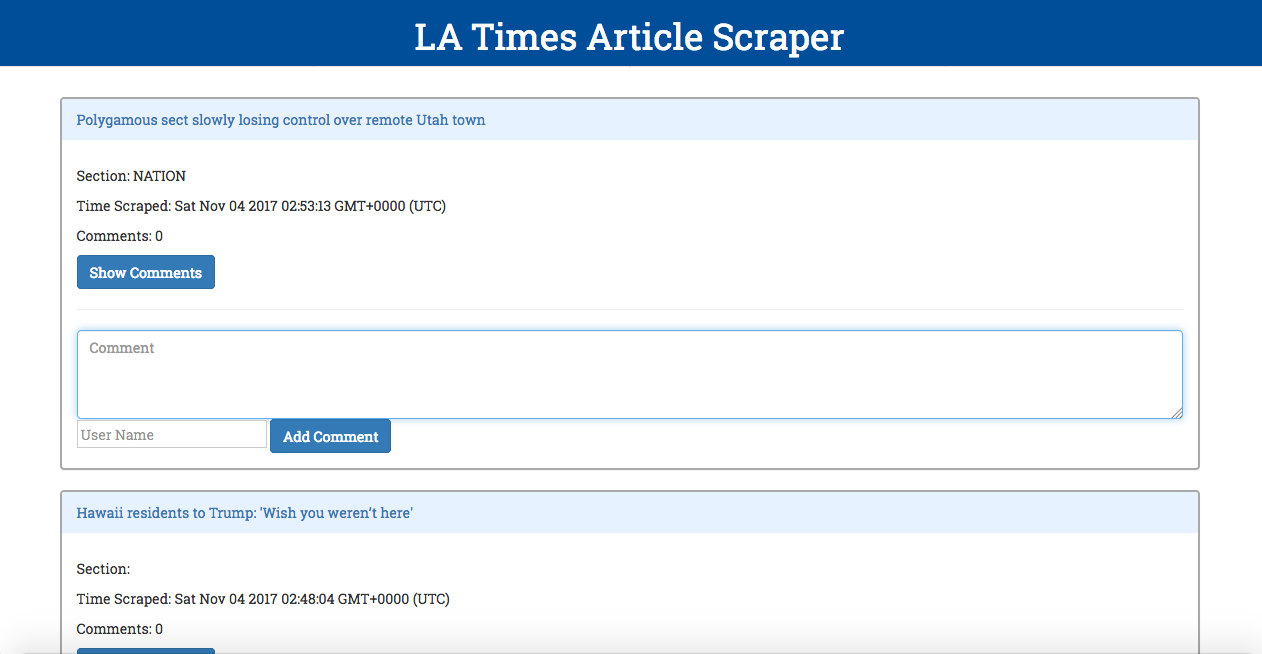 LA Times Article Scraper
Polygamous sect slowly losing control over remote Utah town
Section: NATION
Time Scraped: Sat Nov 04 2017 02:53:13 GMT+0000 (UTC)
Comments: 0
Show Comments
Comment
User Name
Add Comment
Hawaii residents to Trump: 'Wish you weren't here'
Section:
Time Scraped: Sat Nov 04 2017 02:48:04 GMT+0000 (UTC)
Comments: 0